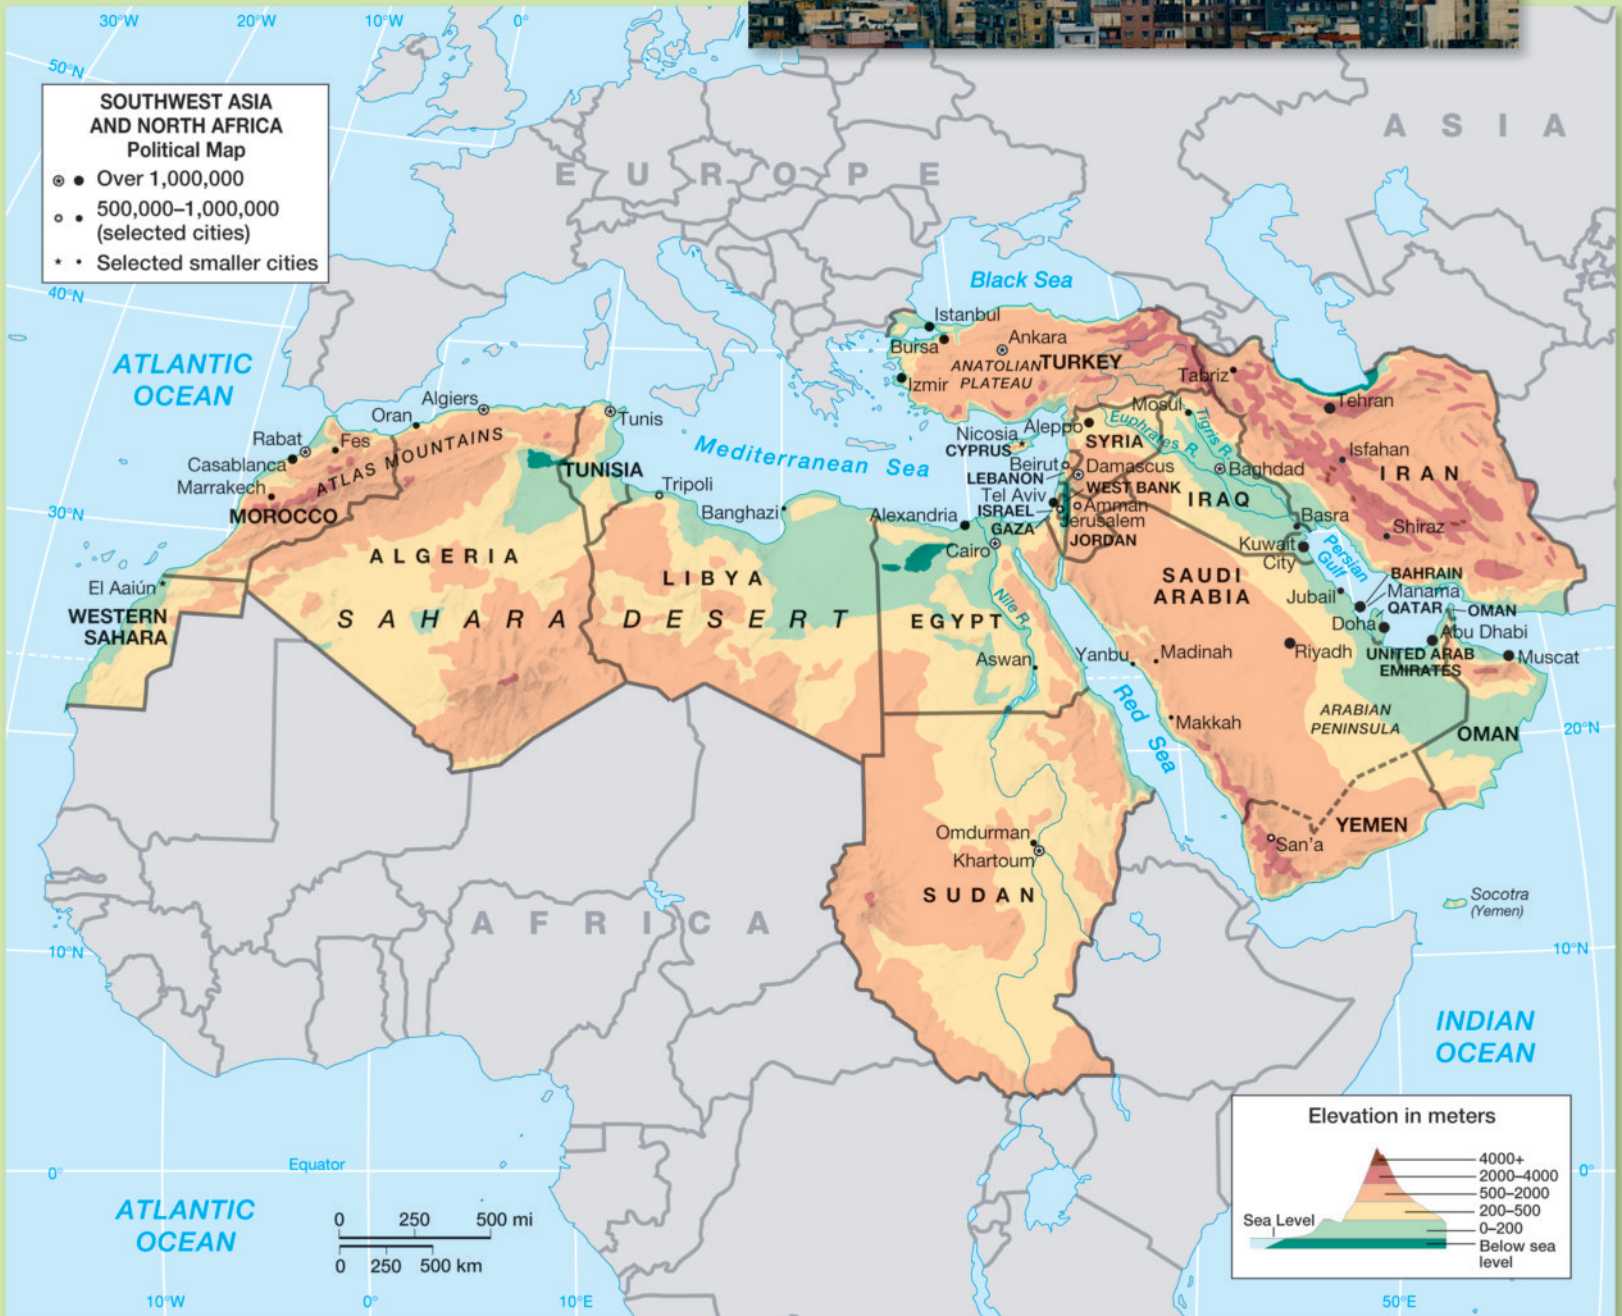 30°W
20°W
10°W
0°
50°N
SOUTHWEST ASIA
AND NORTH AFRICA
Political Map
Over 1,000,000
500,000–1,000,000
(selected cities)
Selected smaller cities
ASIA
EUROPE
40°N
Black Sea
Istanbul
Ankara
Bursa
ANATOLIAN
PLATEAU
TURKEY
Izmir
Tabriz
ATLANTIC
OCEAN
Algiers
Oran
Tunis
Mosul
Tigris R.
Tehran
Rabat
Fes
ATLAS MOUNTAINS
Casablanca
Marrakech
MOROCCO
TUNISIA
Mediterranean Sea
Nicosia
CYPRUS
Aleppo
Euphrates R.
SYRIA
Isfahan
IRAN
Beirut
LEBANON
Damascus
Baghdad
WEST BANK
IRAQ
Tel Aviv
ISRAEL
Amman
Jerusalem
GAZA
JORDAN
Tripoli
Banghazi
Alexandria
Cairo
30°N
Basra
Shiraz
Kuwait
City
Persian
Gulf
ALGERIA
LIBYA
SAUDI
ARABIA
BAHRAIN
Manama
Jubail
QATAR
OMAN
El Aaiún
WESTERN
SAHARA
SAHARA DESERT
Nile R.
EGYPT
Doha
Abu Dhabi
Aswan
Yanbu
Madinah
Riyadh
UNITED ARAB
EMIRATES
Muscat
Red Sea
Makkah
ARABIAN
PENINSULA
OMAN
20°N
Omdurman
Khartoum
San'a
YEMEN
SUDAN
Socotra
(Yemen)
AFRICA
10°N
10°N
INDIAN
OCEAN
Equator
0°
0°
ATLANTIC
OCEAN
0 250 500 mi
0 250 500 km
Elevation in meters
4000+
2000–4000
500–2000
200–500
0–200
Below sea
level
Sea Level
10°W
0°
10°E
50°E